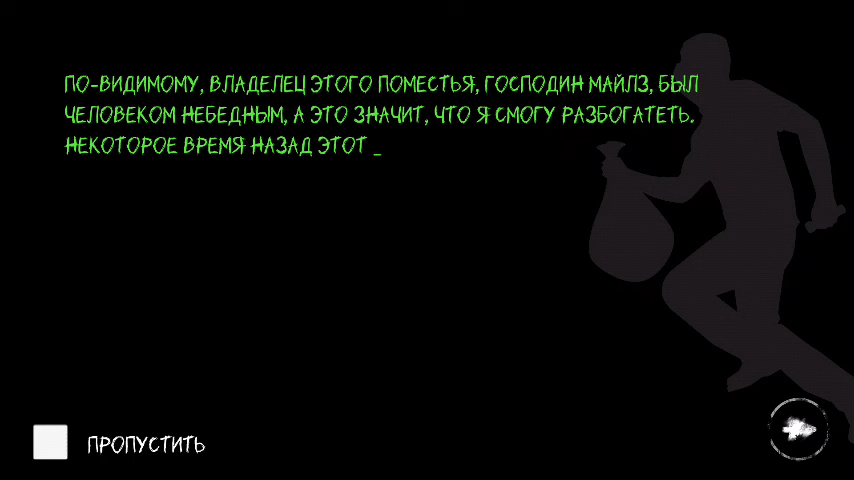 ПО-ВИДИМОМУ, ВЛАДЕЛЕЦ ЭТОГО ПОМЕСТЬЯ, ГОСПОДИН МАЙЛЗ, БЫЛ
ЧЕЛОВЕКОМ НЕБЕДНЫМ, А ЭТО ЗНАЧИТ, ЧТО Я СМОГУ РАЗБОГАТЕТЬ.
НЕКОТОРОЕ ВРЕМЯ НАЗАД ЭТОТ _
ПРОПУСТИТЬ